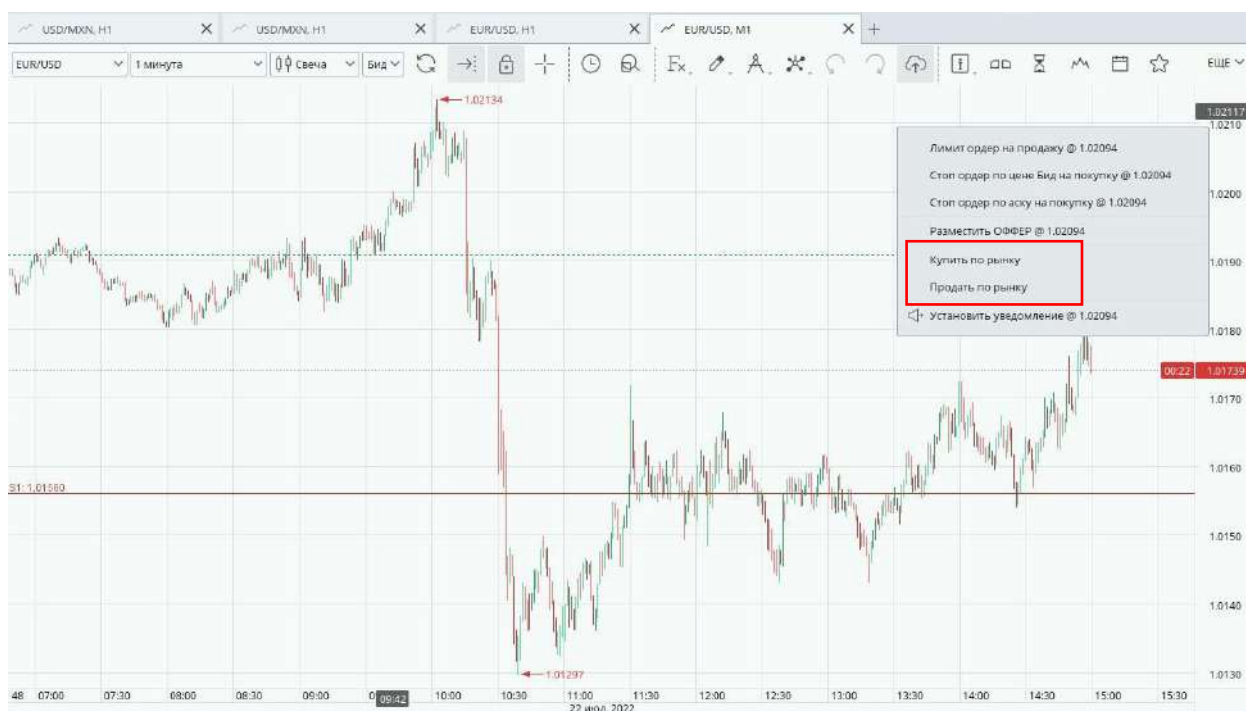 USD/MXN, H1
USD/MXN, H1
EUR/USD, H1
EUR/USD, M1
EUR/USD 1 минута Свеча Бид ЕЩЕ
1.02134
1.02117
1.0210
Лимит ордер на продажу @ 1.02094
Стоп ордер по цене Бид на покупку @ 1.02094
Стоп ордер по аску на покупку @ 1.02094
Разместить ОФФЕР @ 1.02094
Купить по рынку
Продать по рынку
Установить уведомление @ 1.02094
1.0200
1.0190
1.0180
00:22 1.01739
1.0170
1.0160
S1: 1.01560
1.0150
1.0140
1.0130
1.01297
48 07:00 07:30 08:00 08:30 09:00 09:42 10:00 10:30 11:00 11:30 12:00 12:30 13:00 13:30 14:00 14:30 15:00 15:30
22 июл. 2022